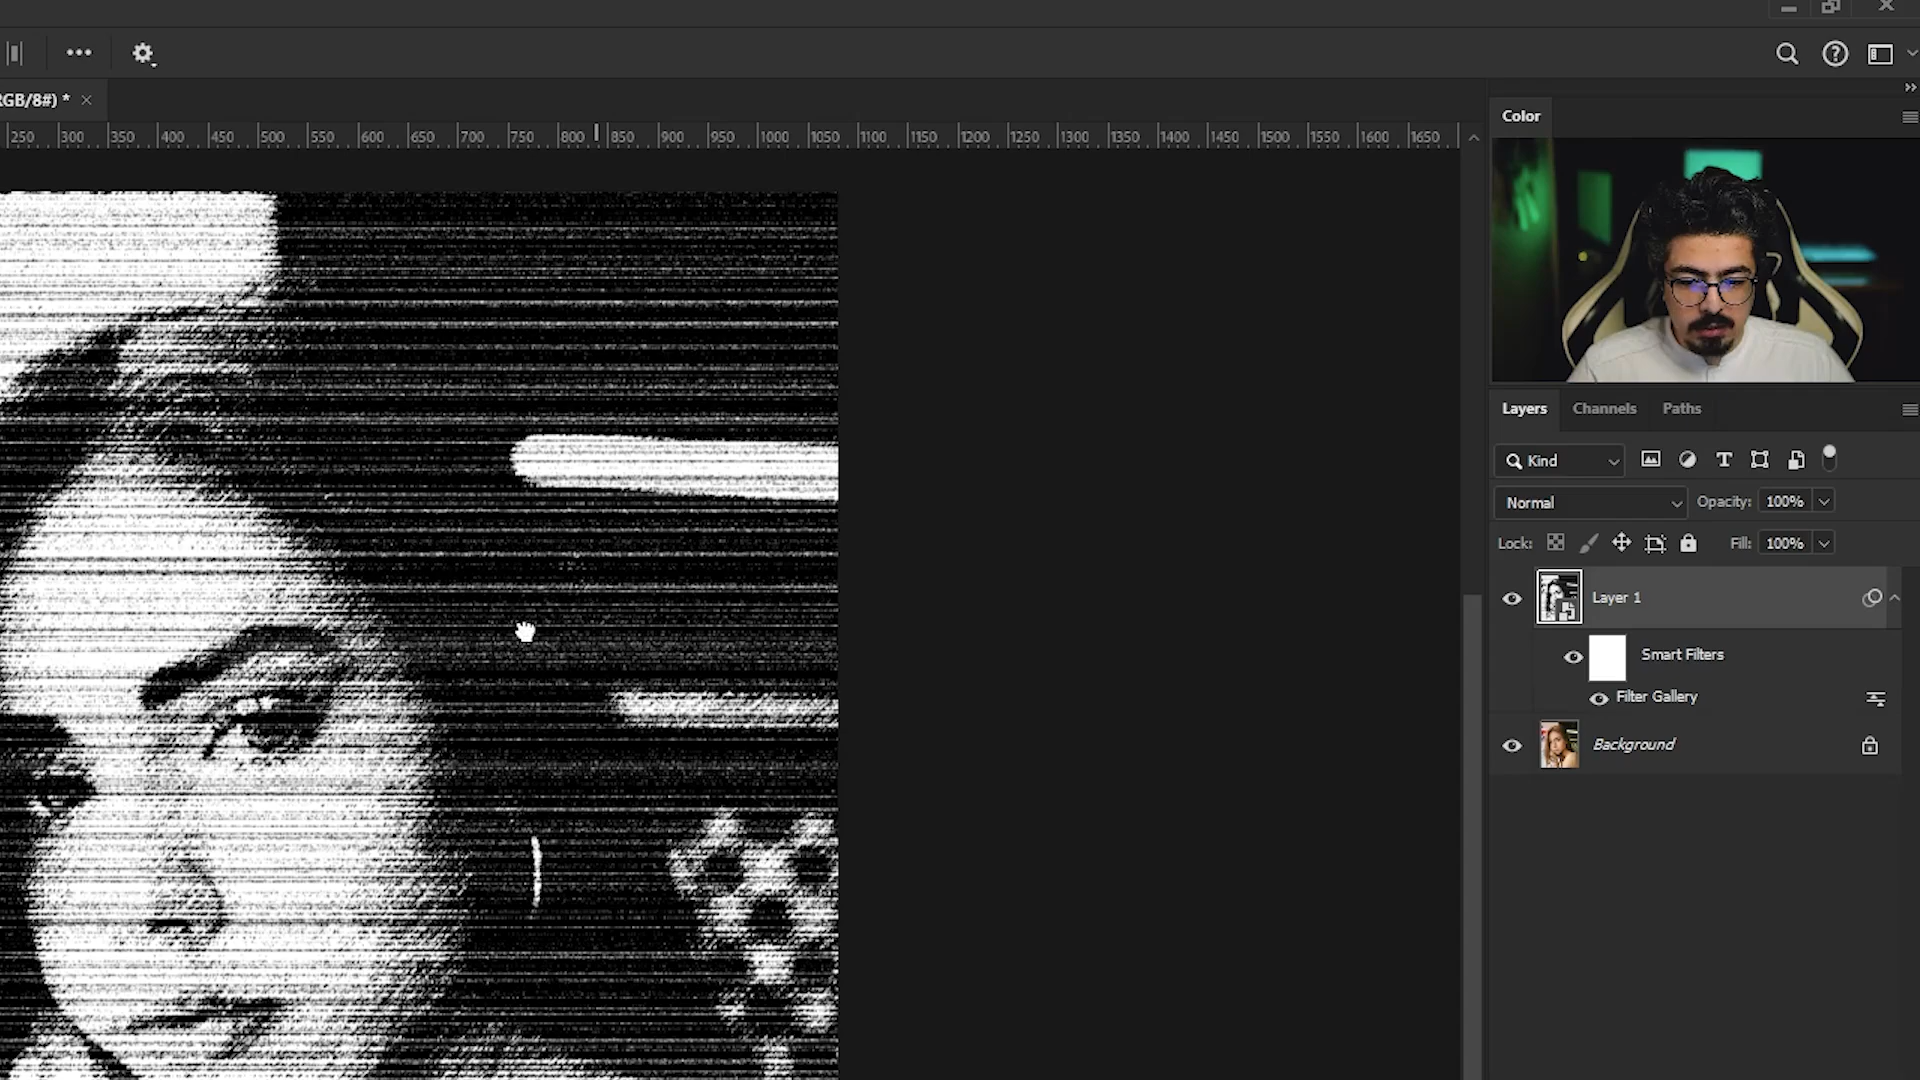 RGB/8#) *
250 300 350 400 450 500 550 600 650 700 750 800 850 900 950 1000 1050 1100 1150 1200 1250 1300 1350 1400 1450 1500 1550 1600 1650
Color
Layers Channels Paths
Kind
Normal Opacity: 100%
Lock: Fill: 100%
Layer 1
Smart Filters
Filter Gallery
Background